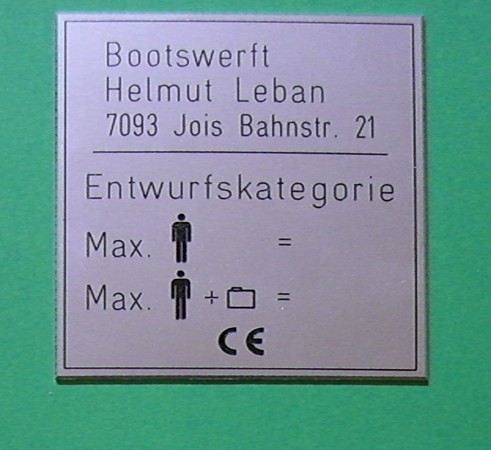 Bootswerft
Helmut Leban
7093 Jois Bahnstr. 21
Entwurfskategorie
Max. =
Max. + =
CE